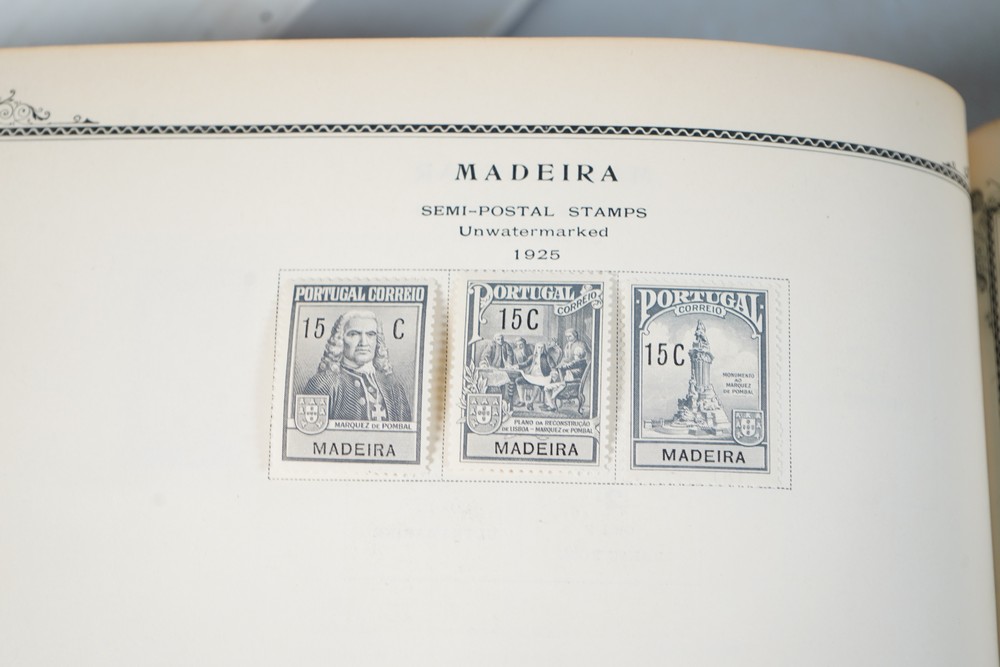 MADEIRA
SEMI-POSTAL STAMPS
Unwatermarked
1925
PORTUGAL CORREIO
15 C
MARQUEZ DE POMBAL
MADEIRA
PORTUGAL
CORREIO
15C
PLANO DA RECONSTRUÇÃO
DE LISBOA - MARQUEZ DE POMBAL
MADEIRA
PORTUGAL
CORREIO
15C
MONUMENTO
AO
MARQUEZ
DE POMBAL
MADEIRA